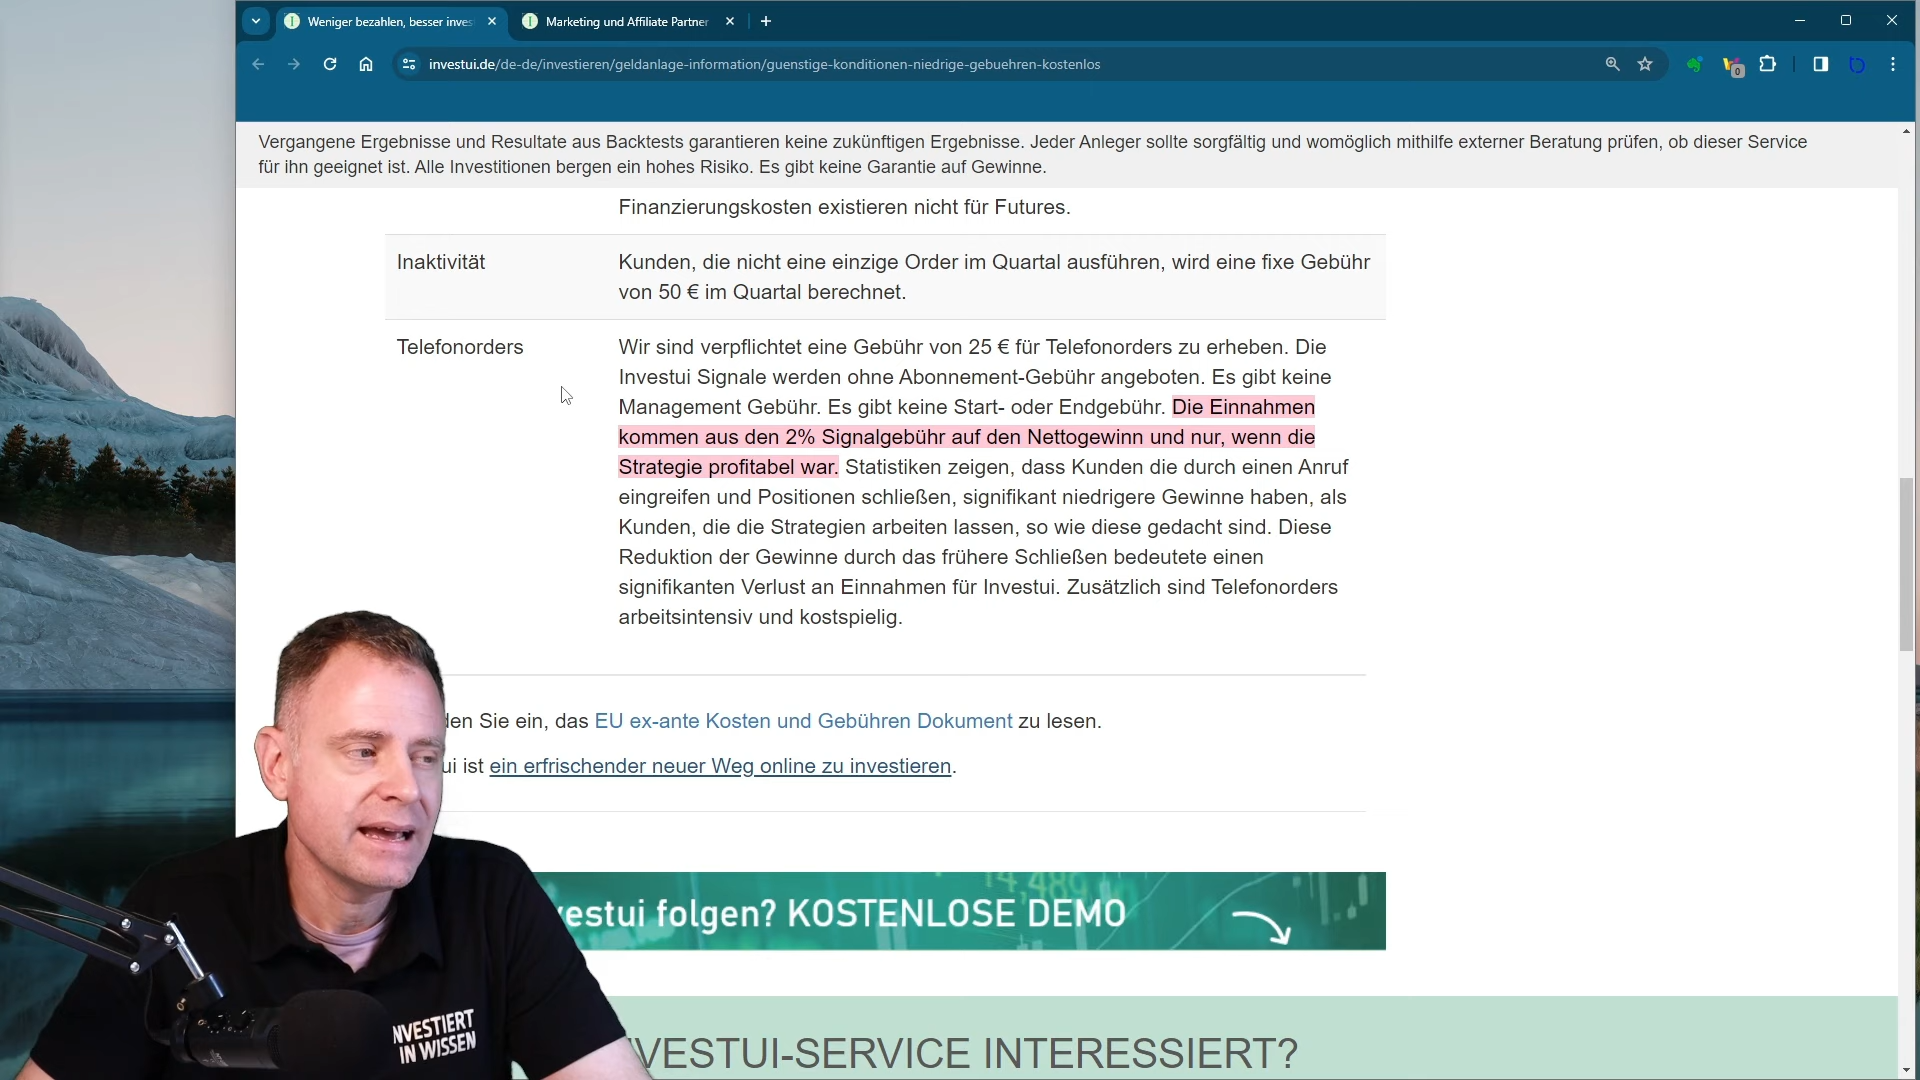 Weniger bezahlen, besser inves
Marketing und Affiliate Partner
investui.de/de-de/investieren/geldanlage-information/guenstige-konditionen-niedrige-gebuehren-kostenlos
0
Vergangene Ergebnisse und Resultate aus Backtests garantieren keine zukünftigen Ergebnisse. Jeder Anleger sollte sorgfältig und womöglich mithilfe externer Beratung prüfen, ob dieser Service
für ihn geeignet ist. Alle Investitionen bergen ein hohes Risiko. Es gibt keine Garantie auf Gewinne.
Finanzierungskosten existieren nicht für Futures.
Inaktivität
Kunden, die nicht eine einzige Order im Quartal ausführen, wird eine fixe Gebühr
von 50 € im Quartal berechnet.
Telefonorders
Wir sind verpflichtet eine Gebühr von 25 € für Telefonorders zu erheben. Die
Investui Signale werden ohne Abonnement-Gebühr angeboten. Es gibt keine
Management Gebühr. Es gibt keine Start- oder Endgebühr. Die Einnahmen
kommen aus den 2% Signalgebühr auf den Nettogewinn und nur, wenn die
Strategie profitabel war. Statistiken zeigen, dass Kunden die durch einen Anruf
eingreifen und Positionen schließen, signifikant niedrigere Gewinne haben, als
Kunden, die die Strategien arbeiten lassen, so wie diese gedacht sind. Diese
Reduktion der Gewinne durch das frühere Schließen bedeutete einen
signifikanten Verlust an Einnahmen für Investui. Zusätzlich sind Telefonorders
arbeitsintensiv und kostspielig.
den Sie ein, das EU ex-ante Kosten und Gebühren Dokument zu lesen.
ui ist ein erfrischender neuer Weg online zu investieren.
14,489
vestui folgen? KOSTENLOSE DEMO
NVESTIERT
IN WISSEN
VESTUI-SERVICE INTERESSIERT?